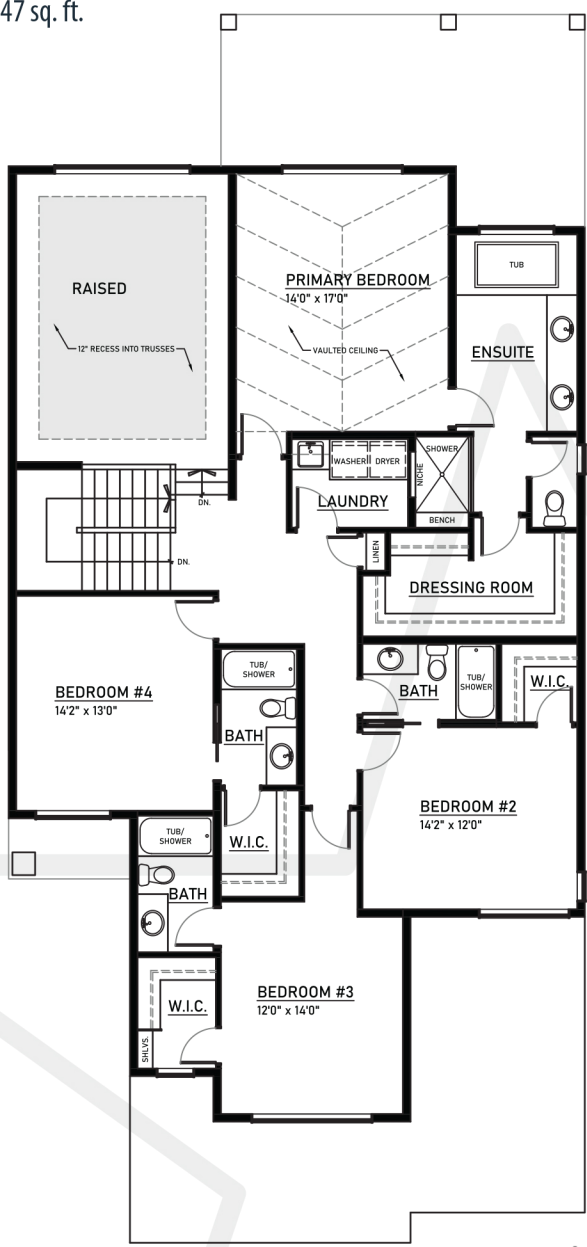 47 sq. ft.
TUB
RAISED
PRIMARY BEDROOM
14'0" x 17'0"
12" RECESS INTO TRUSSES
VAULTED CEILING
ENSUITE
WASHER
DRYER
SHOWER
NICHE
LAUNDRY
DN.
BENCH
LINEN
DN.
DRESSING ROOM
TUB/
SHOWER
BATH
TUB/
SHOWER
W.I.C.
BEDROOM #4
14'2" x 13'0"
BATH
BEDROOM #2
14'2" x 12'0"
TUB/
SHOWER
W.I.C.
BATH
BEDROOM #3
12'0" x 14'0"
W.I.C.
SHLVS.